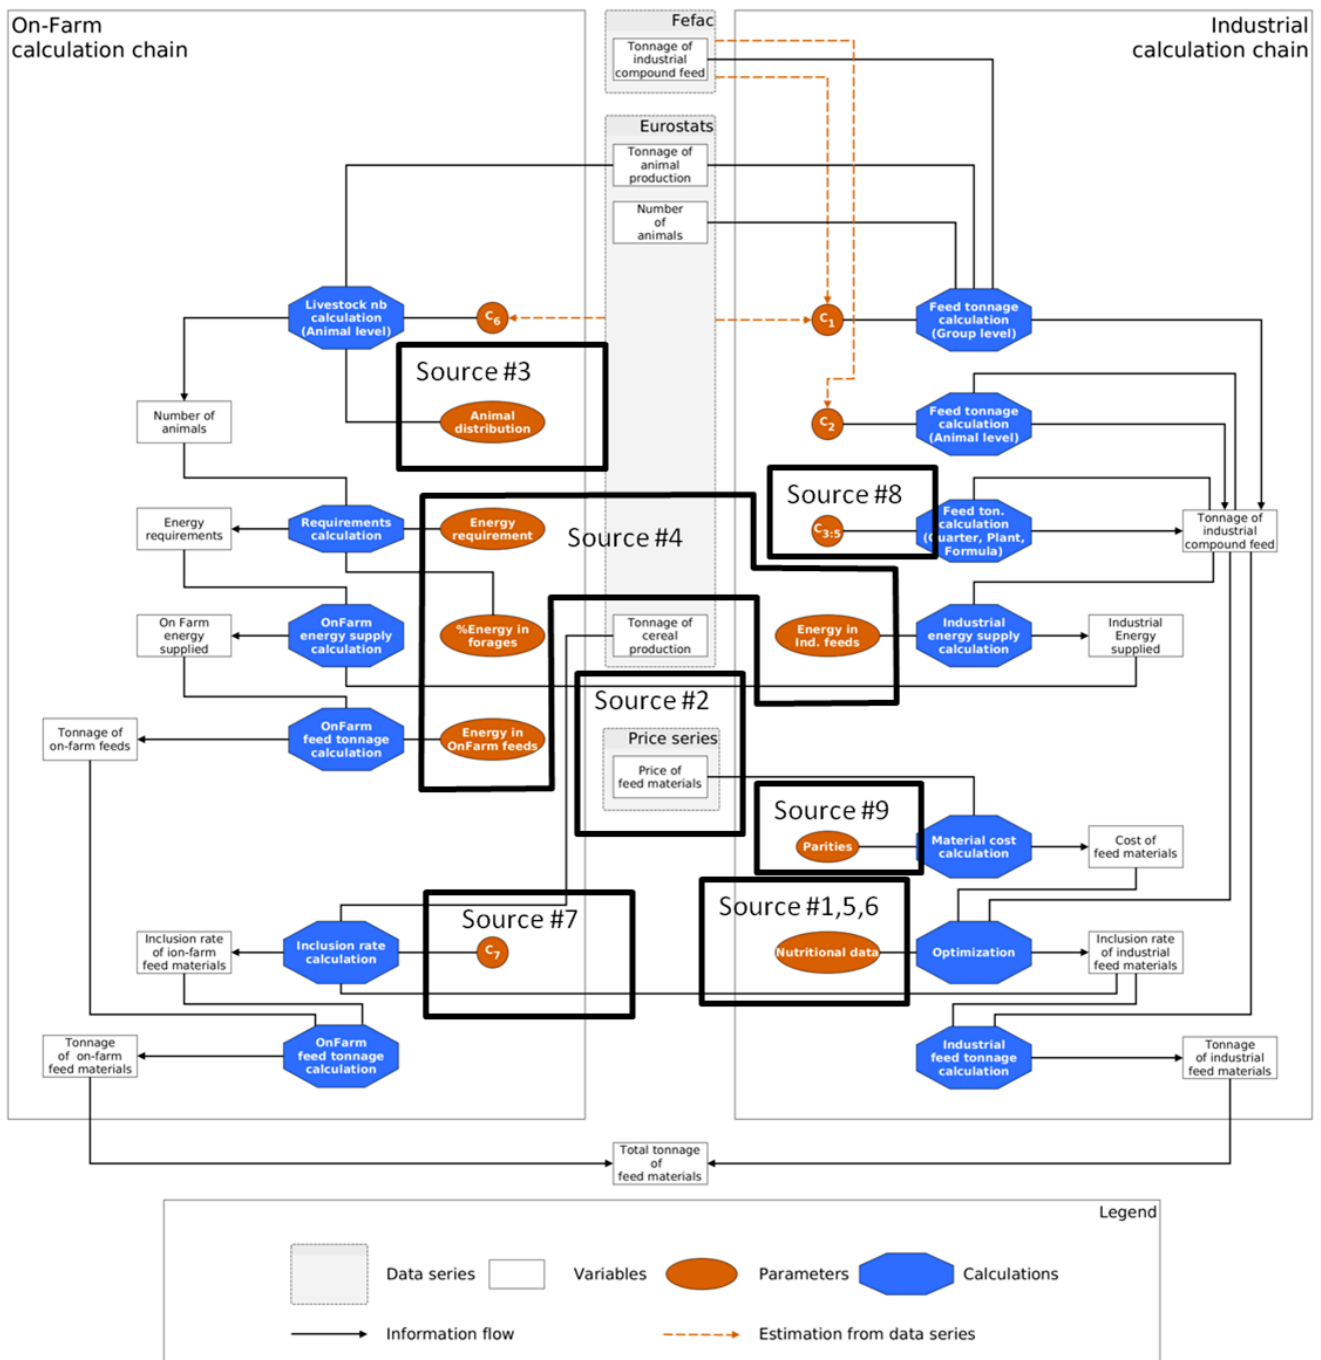 On-Farm
calculation chain
Fefac
Tonnage of
industrial
compound feed
Industrial
calculation chain
Eurostats
Tonnage of
animal
production
Number
of
animals
Livestock nb
calculation
(Animal level)
C6
C1
Feed tonnage
calculation
(Group level)
Source #3
Animal
distribution
Number of
animals
C2
Feed tonnage
calculation
(Animal level)
Source #8
C3:5
Feed ton.
calculation
(Quarter, Plant,
Formula)
Tonnage of
industrial
compound feed
Energy
requirements
Requirements
calculation
Energy
requirement
Source #4
On Farm
energy
supplied
OnFarm
energy supply
calculation
%Energy in
forages
Tonnage of
cereal
production
Energy in
Ind. feeds
Industrial
energy supply
calculation
Industrial
Energy
supplied
Source #2
Tonnage of
on-farm feeds
OnFarm
feed tonnage
calculation
Energy in
OnFarm feeds
Price series
Price of
feed materials
Source #9
Parities
Material cost
calculation
Cost of
feed materials
Source #7
Source #1,5,6
Inclusion rate
of ion-farm
feed materials
Inclusion rate
calculation
C7
Nutritional data
Optimization
Inclusion rate
of industrial
feed materials
Tonnage
of on-farm
feed materials
OnFarm
feed tonnage
calculation
Industrial
feed tonnage
calculation
Tonnage
of industrial
feed materials
Total tonnage
of
feed materials
Legend
Data series
Variables
Parameters
Calculations
Information flow
Estimation from data series